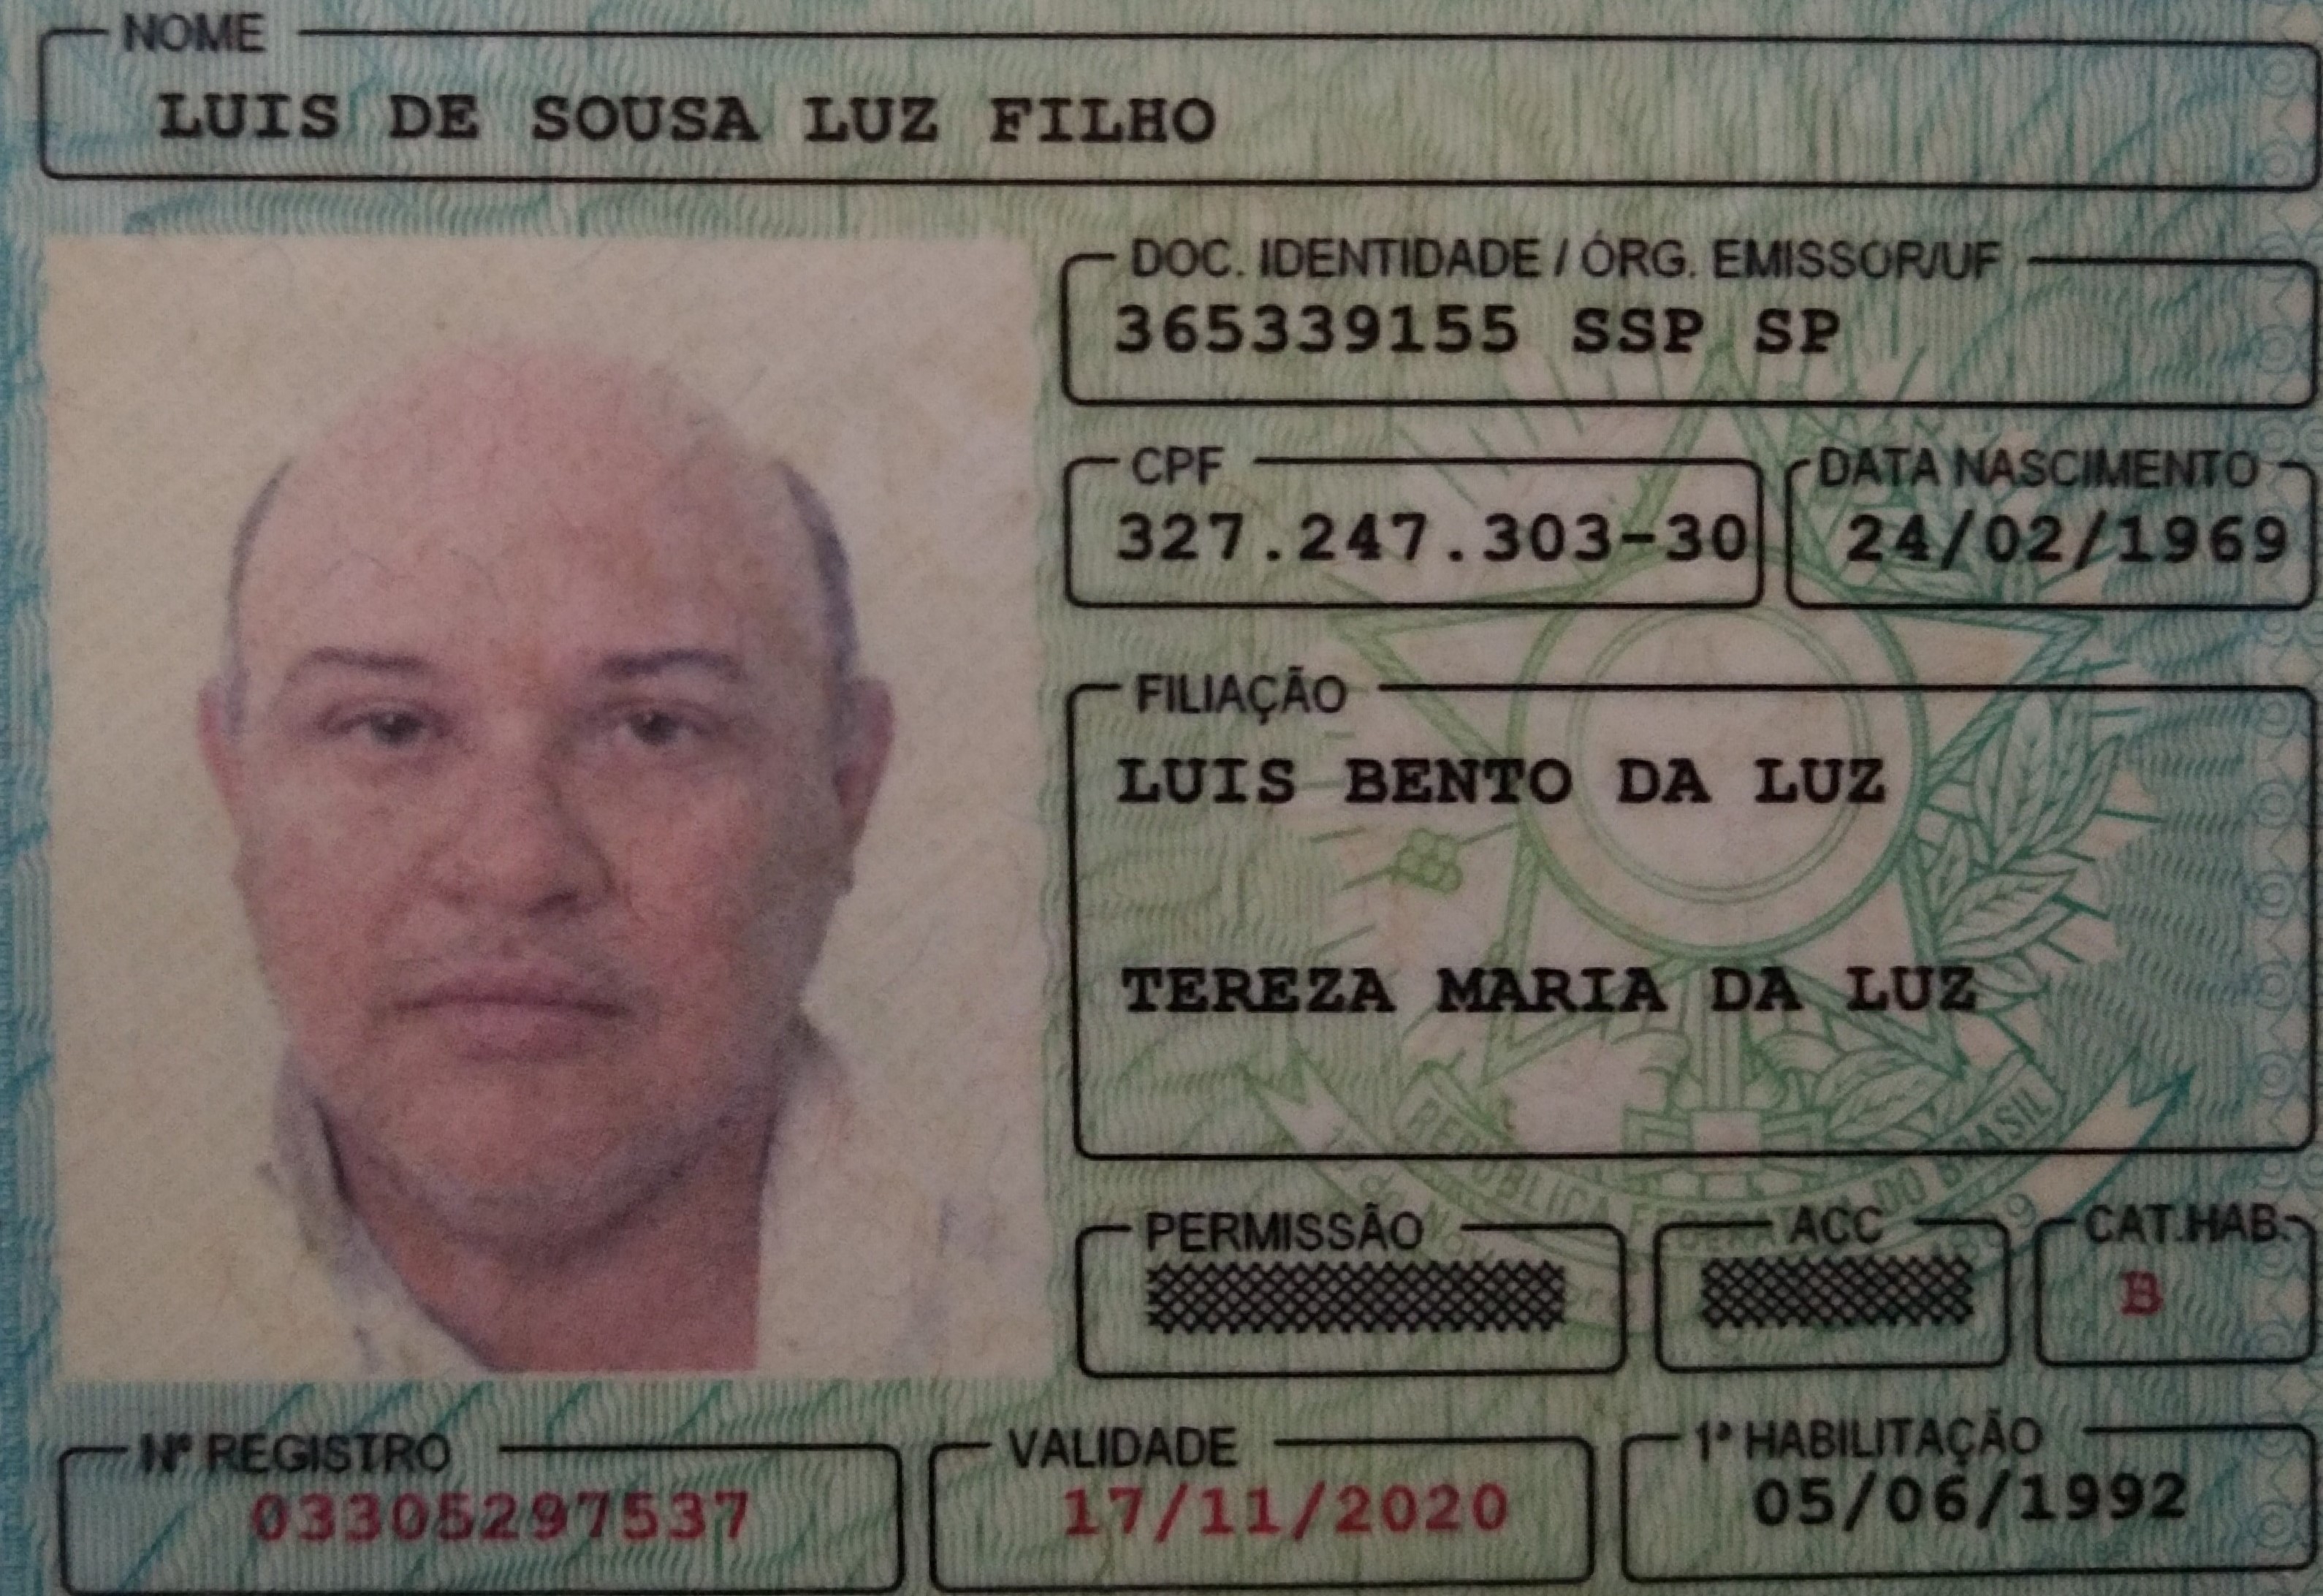 NOME
LUIS DE SOUSA LUZ FILHO
DOC. IDENTIDADE / ÓRG. EMISSOR/UF
365339155 SSP SP
CPF
327.247.303-30
DATA NASCIMENTO
24/02/1969
FILIAÇÃO
LUIS BENTO DA LUZ
TEREZA MARIA DA LUZ
REPÚBLICA FEDERATIVA DO BRASIL
PERMISSÃO
ACC
CAT.HAB.
B
Nº REGISTRO
03305297537
VALIDADE
17/11/2020
1ª HABILITAÇÃO
05/06/1992